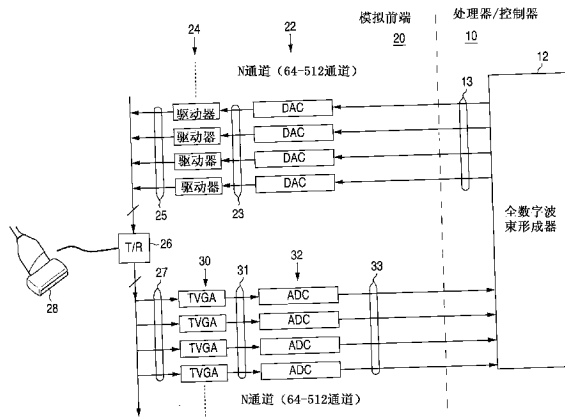 模拟前端
处理器/控制器
24
22
20
10
12
N通道（64-512通道）
13
驱动器
DAC
驱动器
DAC
驱动器
DAC
驱动器
DAC
25
23
全数字波
束形成器
T/R
26
28
27
30
31
32
33
TVGA
ADC
TVGA
ADC
TVGA
ADC
TVGA
ADC
N通道（64-512通道）